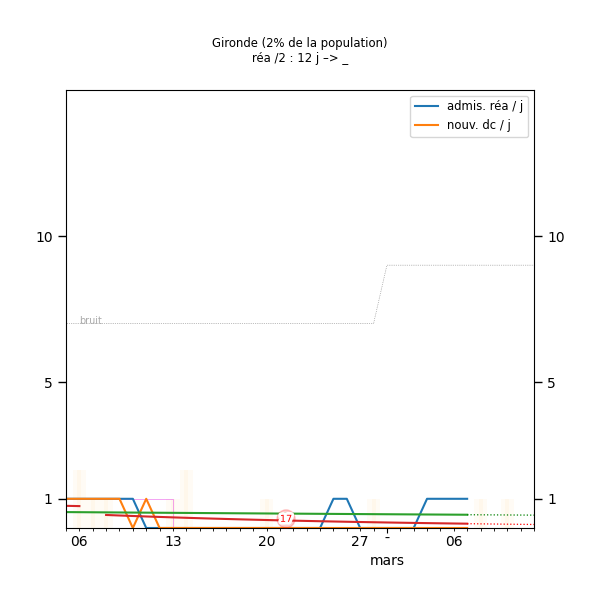 Gironde (2% de la population)
réa /2 : 12 j –> _
admis. réa / j
nouv. dc / j
10
10
bruit
5
5
1
1
17
06
13
20
27
-
06
mars